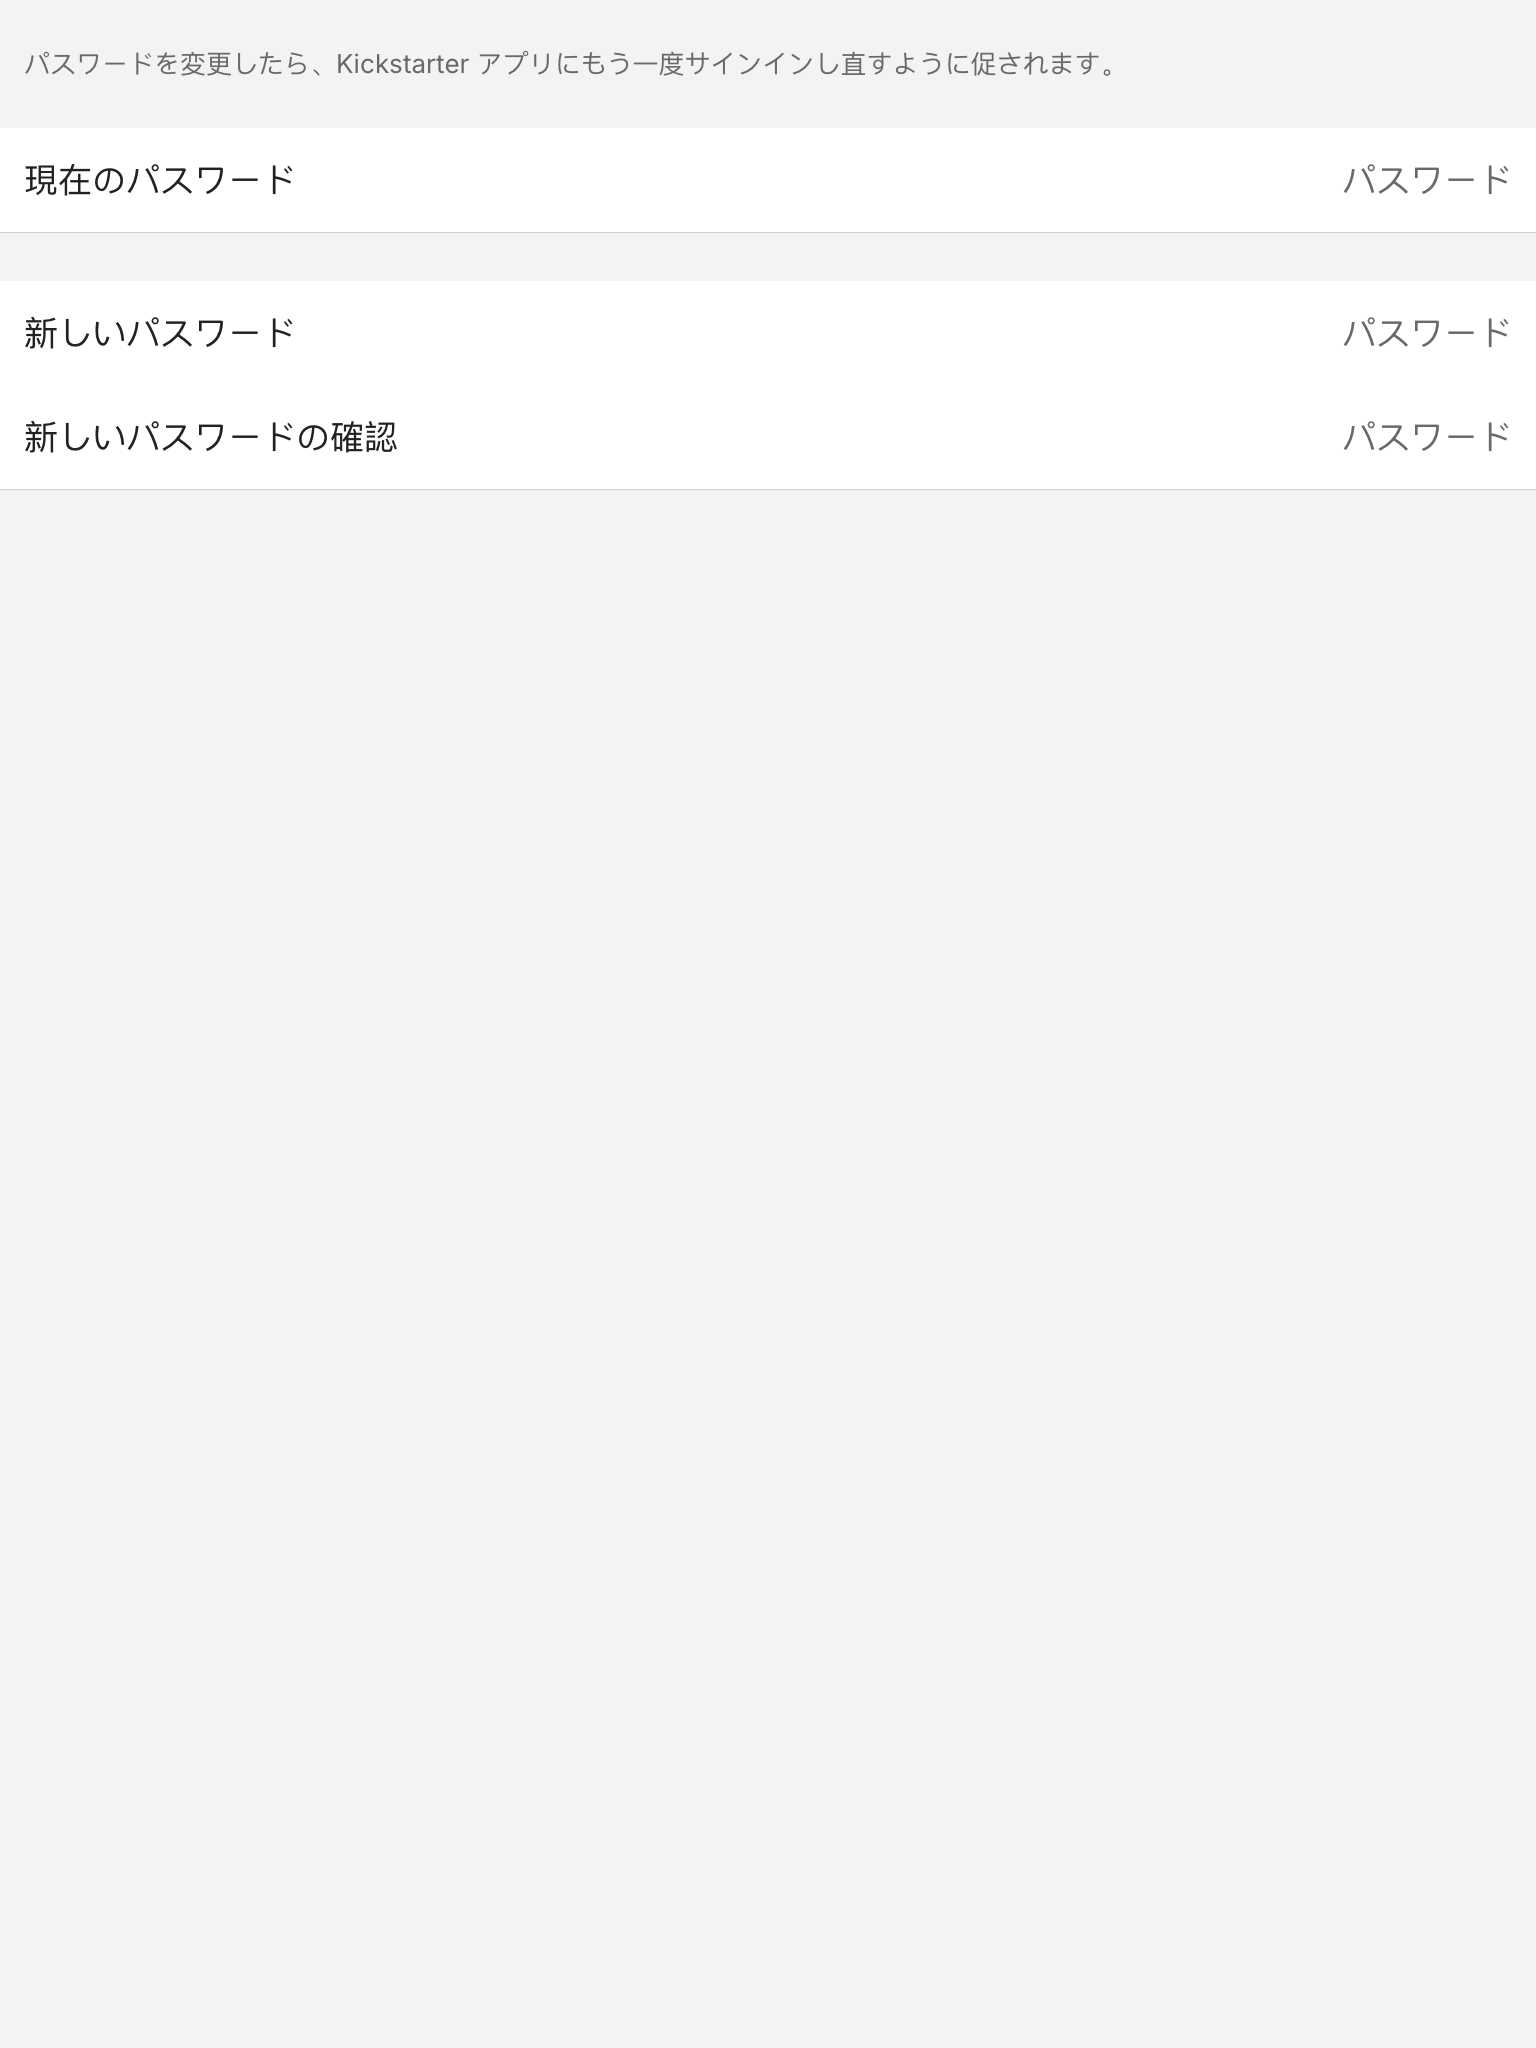 パスワードを変更したら、Kickstarter アプリにもう一度サインインし直すように促されます。
現在のパスワード パスワード
新しいパスワード パスワード
新しいパスワードの確認 パスワード